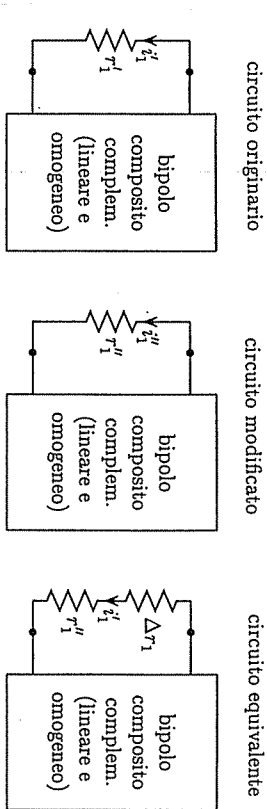 circuito originario
i′₁
r′₁
bipolo
composito
complem.
(lineare e
omogeneo)
circuito modificato
i″₁
r″₁
bipolo
composito
complem.
(lineare e
omogeneo)
circuito equivalente
Δr₁
i′₁
r″₁
bipolo
composito
complem.
(lineare e
omogeneo)